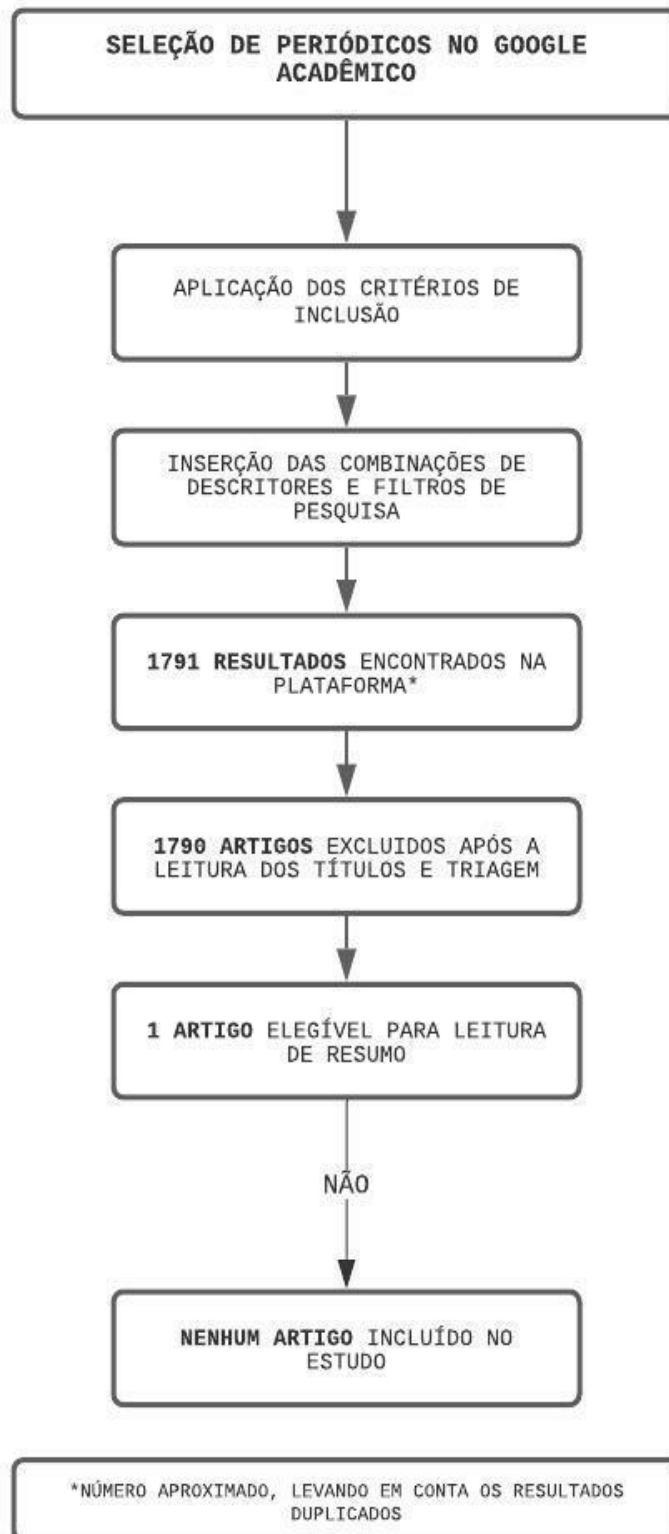 SELEÇÃO DE PERIÓDICOS NO GOOGLE
ACADÊMICO
APLICAÇÃO DOS CRITÉRIOS DE
INCLUSÃO
INSERÇÃO DAS COMBINAÇÕES DE
DESCRITORES E FILTROS DE
PESQUISA
1791 RESULTADOS ENCONTRADOS NA
PLATAFORMA*
1790 ARTIGOS EXCLUIDOS APÓS A
LEITURA DOS TÍTULOS E TRIAGEM
1 ARTIGO ELEGÍVEL PARA LEITURA
DE RESUMO
NÃO
NENHUM ARTIGO INCLUÍDO NO
ESTUDO
*NÚMERO APROXIMADO, LEVANDO EM CONTA OS RESULTADOS
DUPLICADOS